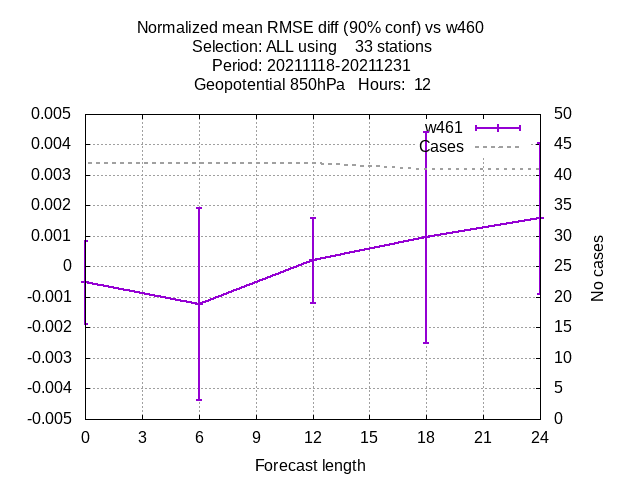 Normalized mean RMSE diff (90% conf) vs w460
Selection: ALL using    33 stations
Period: 20211118-20211231
Geopotential 850hPa   Hours:  12
0.005
0.004
0.003
0.002
0.001
0
-0.001
-0.002
-0.003
-0.004
-0.005
w461
Cases
50
45
40
35
30
25
20
15
10
5
0
No cases
0 3 6 9 12 15 18 21 24
Forecast length